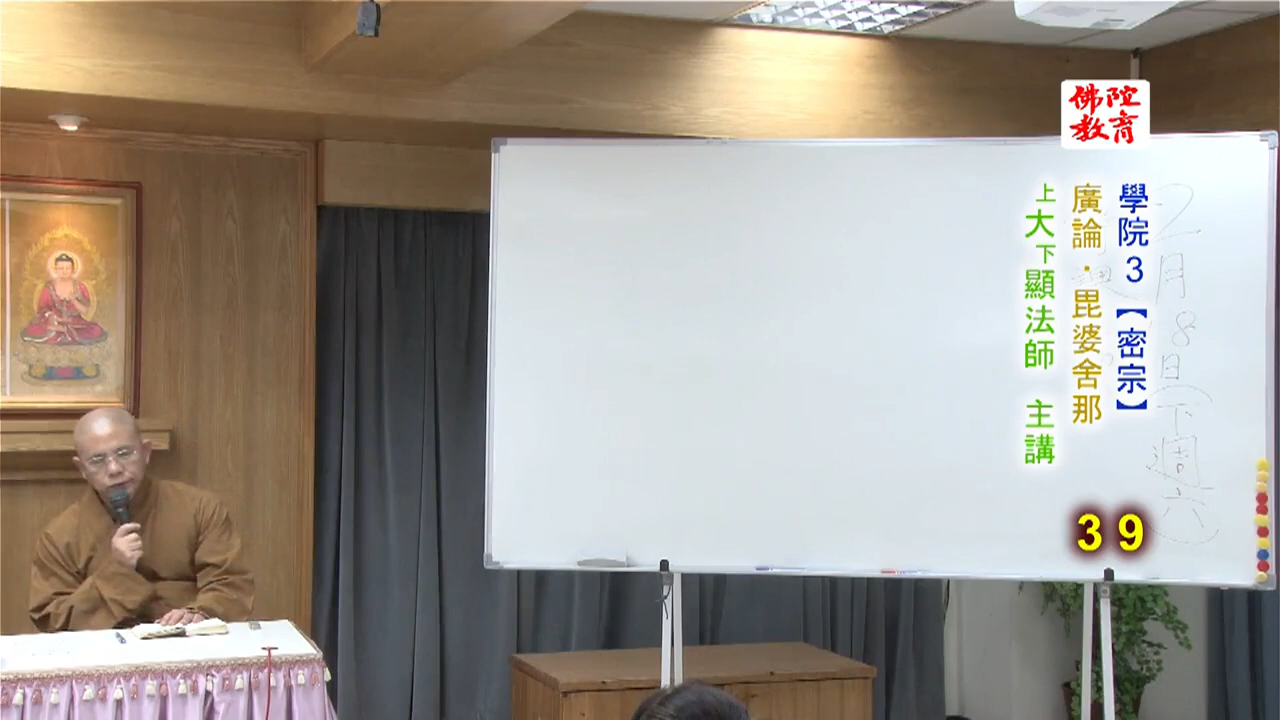 佛陀
教育
學院3【密宗】
廣論．毘婆舍那
上大下顯法師 主講
39
2月8日(下週六)